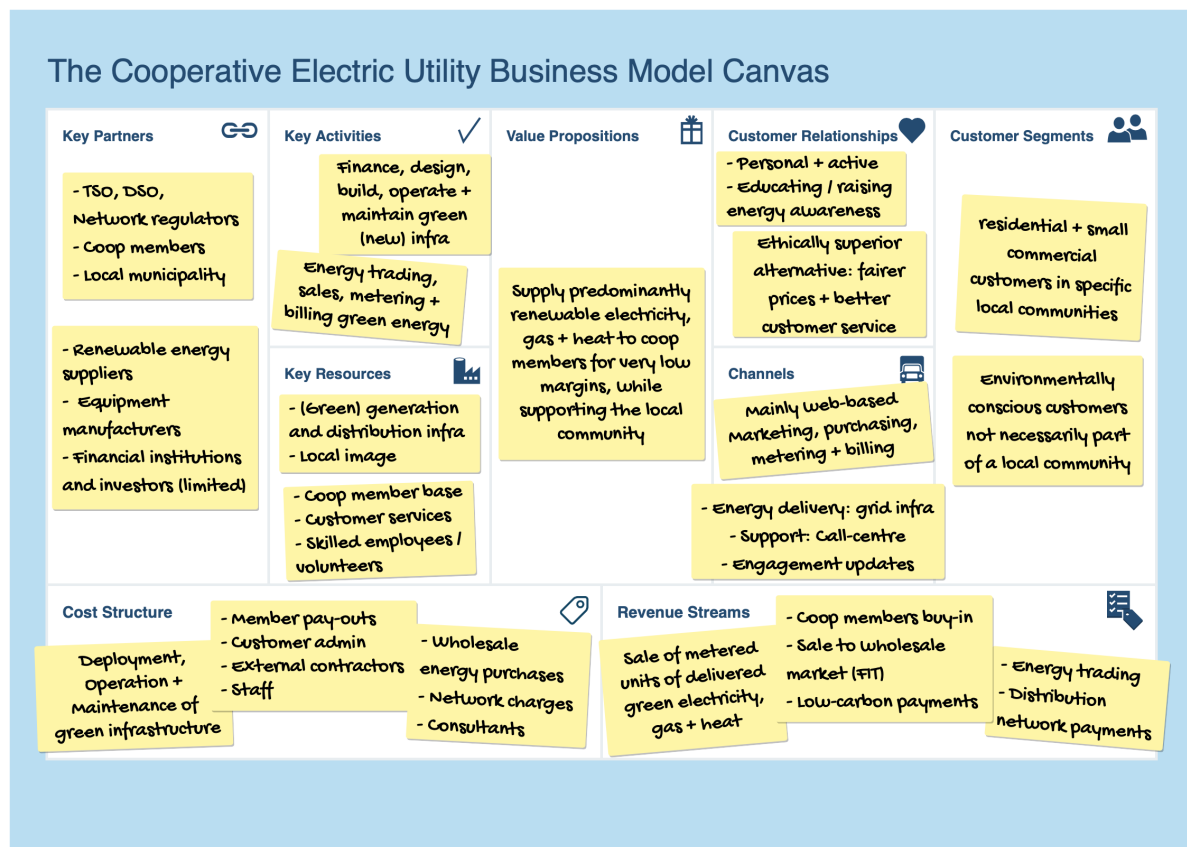 The Cooperative Electric Utility Business Model Canvas
Key Partners
- TSO, DSO,
Network regulators
- Coop members
- Local municipality
- Renewable energy
suppliers
- Equipment
manufacturers
- Financial institutions
and investors (limited)
Key Activities
Finance, design,
build, operate +
maintain green
(new) infra
Energy trading,
sales, metering +
billing green energy
Key Resources
- (Green) generation
and distribution infra
- Local image
- Coop member base
- Customer services
- Skilled employees /
volunteers
Value Propositions
Supply predominantly
renewable electricity,
gas + heat to coop
members for very low
margins, while
supporting the local
community
Customer Relationships
- Personal + active
- Educating / raising
energy awareness
Ethically superior
alternative: fairer
prices + better
customer service
Channels
Mainly web-based
Marketing, purchasing,
metering + billing
- Energy delivery: grid infra
- Support: Call-centre
- Engagement updates
Customer Segments
residential + small
commercial
customers in specific
local communities
Environmentally
conscious customers
not necessarily part
of a local community
Cost Structure
Deployment,
Operation +
Maintenance of
green infrastructure
- Member pay-outs
- Customer admin
- External contractors
- Staff
- Wholesale
energy purchases
- Network charges
- Consultants
Revenue Streams
Sale of metered
units of delivered
green electricity,
gas + heat
- Coop members buy-in
- Sale to wholesale
market (FIT)
- Low-carbon payments
- Energy trading
- Distribution
network payments